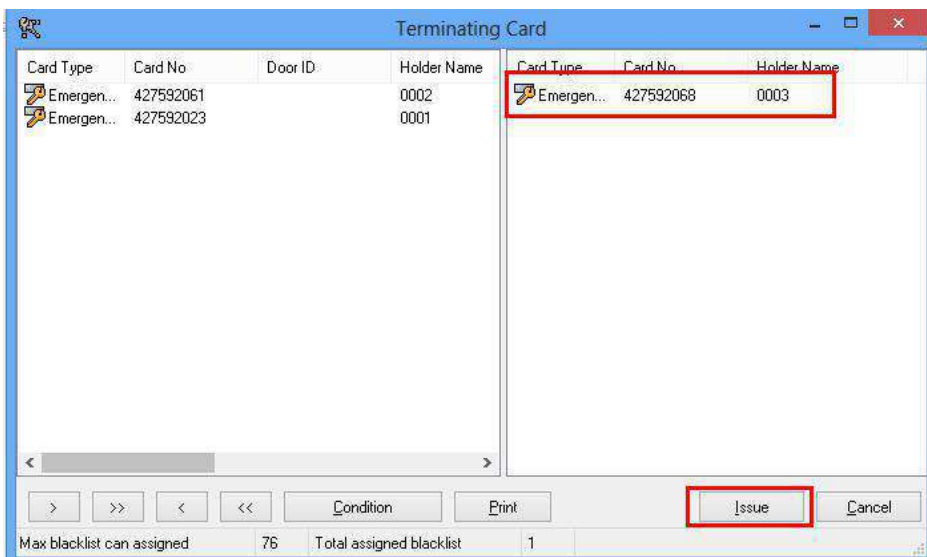 Terminating Card
Card Type Card No Door ID Holder Name Card Type Card No Holder Name
Emergen... 427592061 0002 Emergen... 427592068 0003
Emergen... 427592023 0001
> >> < << Condition Print Issue Cancel
Max blacklist can assigned 76 Total assigned blacklist 1